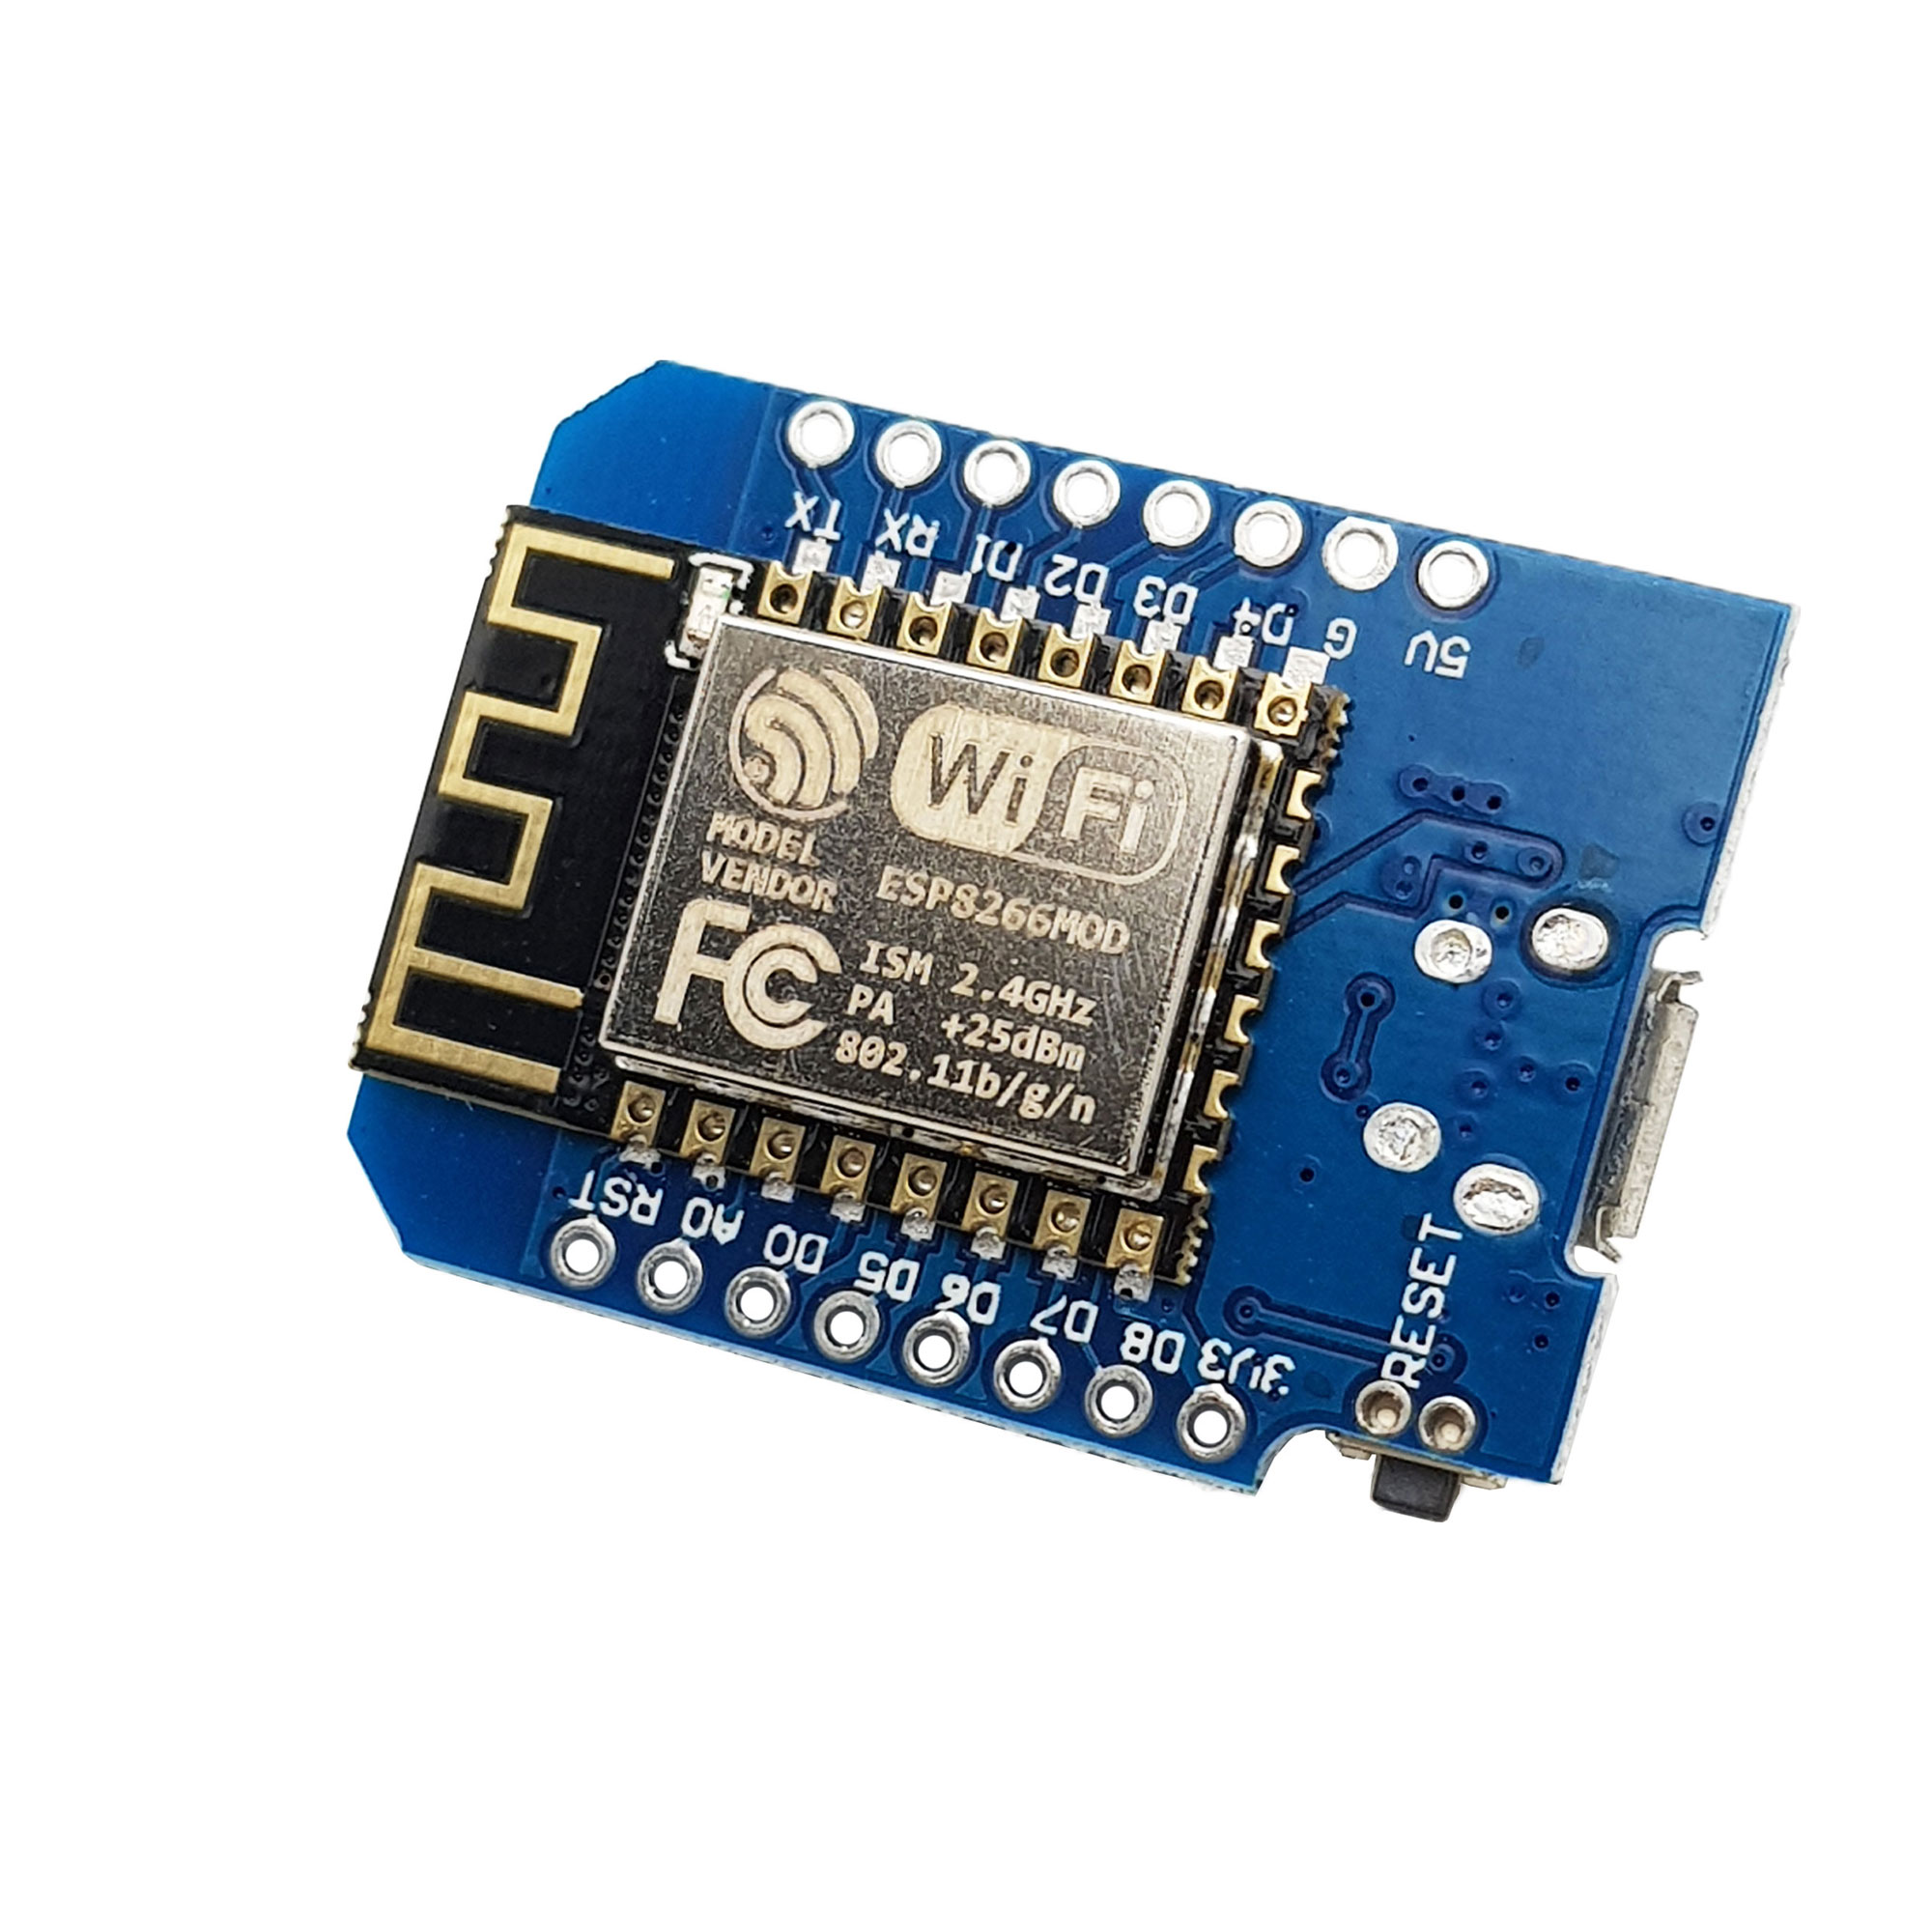 TX
RX
D1
D2
D3
D4
G
5V
WiFi
MODEL
VENDOR
ESP8266MOD
FC
ISM 2.4GHz
PA +25dBm
802.11b/g/n
RST
A0
D0
D5
D6
D7
D8
3V3
RESET